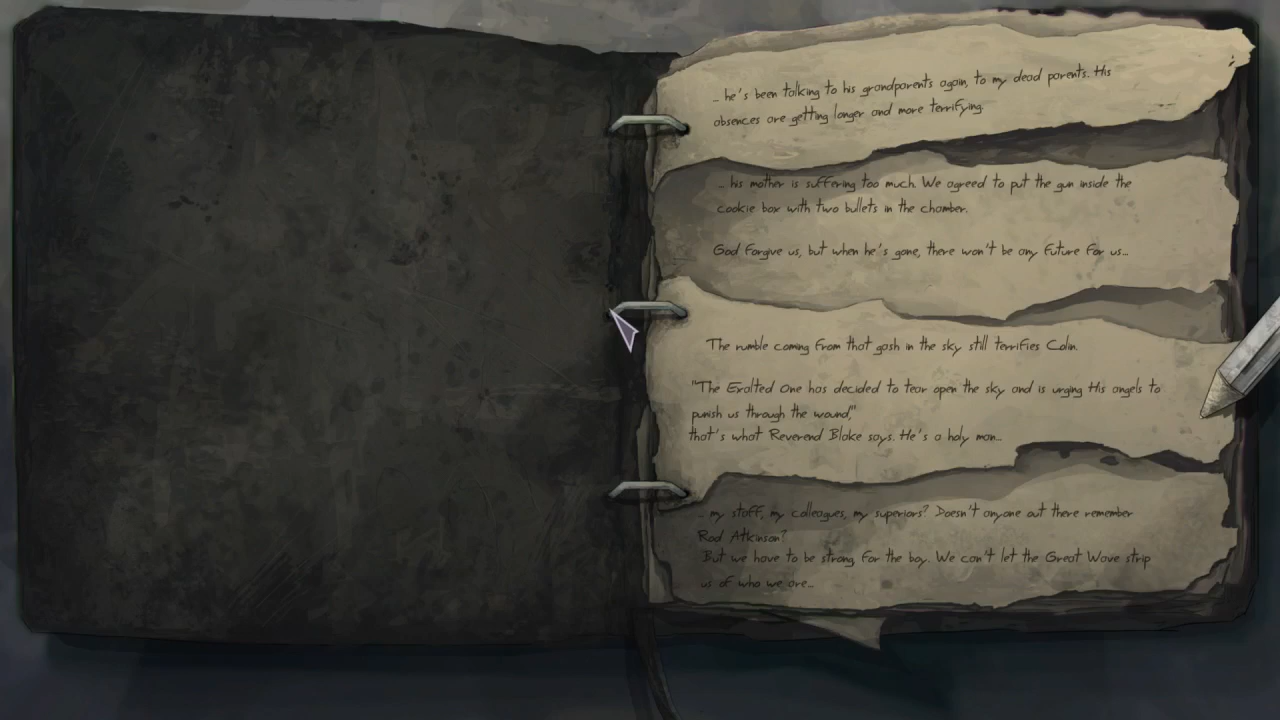 ... he's been talking to his grandparents again, to my dead parents. His
absences are getting longer and more terrifying.
... his mother is suffering too much. We agreed to put the gun inside the
cookie box with two bullets in the chamber.
God forgive us, but when he's gone, there won't be any future for us...
The rumble coming from that gash in the sky still terrifies Colin.
"The Exalted One has decided to tear open the sky and is urging His angels to
punish us through the wound,"
that's what Reverend Blake says. He's a holy man...
... my staff, my colleagues, my superiors? Doesn't anyone out there remember
Rod Atkinson?
But we have to be strong for the boy. We can't let the Great Wave strip
us of who we are...